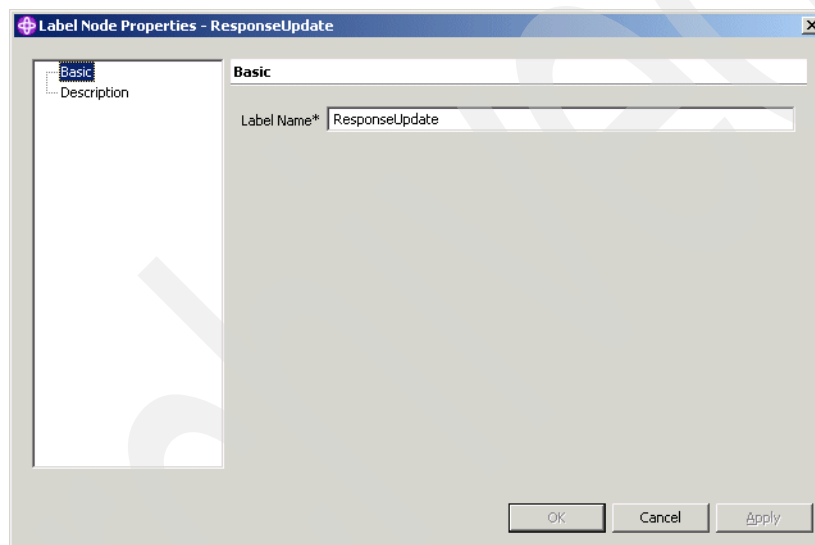 Label Node Properties - ResponseUpdate
Basic
Description
Basic
Label Name* ResponseUpdate
OK Cancel Apply